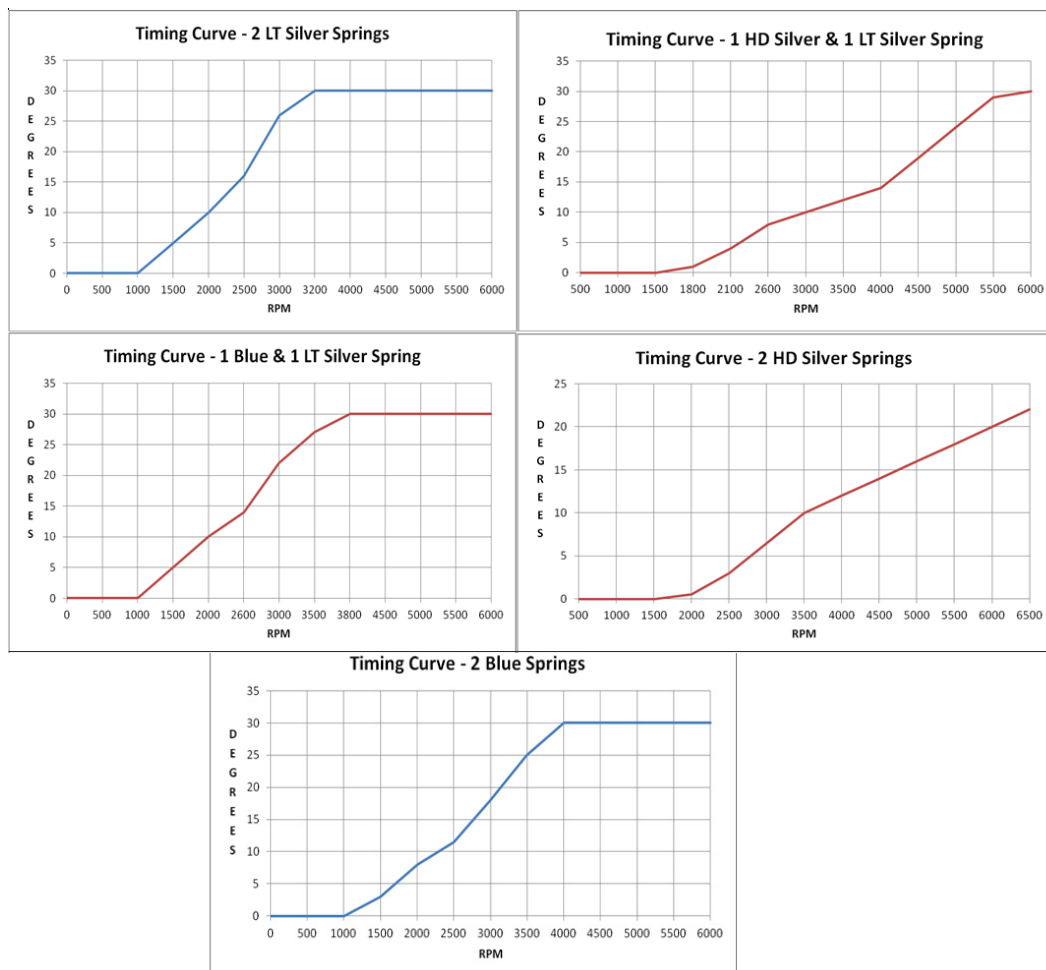 Timing Curve - 2 LT Silver Springs
35
30
25
20
15
10
5
0
D
E
G
R
E
E
S
0 500 1000 1500 2000 2500 3000 3200 4000 4500 5000 5500 6000
RPM
Timing Curve - 1 HD Silver & 1 LT Silver Spring
35
30
25
20
15
10
5
0
D
E
G
R
E
E
S
500 1000 1500 1800 2100 2600 3000 3500 4000 4500 5000 5500 6000
RPM
Timing Curve - 1 Blue & 1 LT Silver Spring
35
30
25
20
15
10
5
0
D
E
G
R
E
E
S
0 500 1000 1500 2000 2600 3000 3500 3800 4500 5000 5500 6000
RPM
Timing Curve - 2 HD Silver Springs
25
20
15
10
5
0
D
E
G
R
E
E
S
500 1000 1500 2000 2500 3000 3500 4000 4500 5000 5500 6000 6500
RPM
Timing Curve - 2 Blue Springs
35
30
25
20
15
10
5
0
D
E
G
R
E
E
S
0 500 1000 1500 2000 2500 3000 3500 4000 4500 5000 5500 6000
RPM